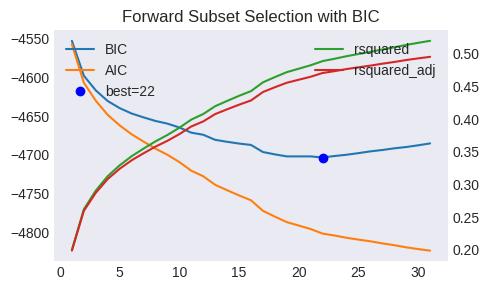 Forward Subset Selection with BIC
BIC
AIC
best=22
rsquared
rsquared_adj
−4550
−4600
−4650
−4700
−4750
−4800
0.50
0.45
0.40
0.35
0.30
0.25
0.20
0 5 10 15 20 25 30